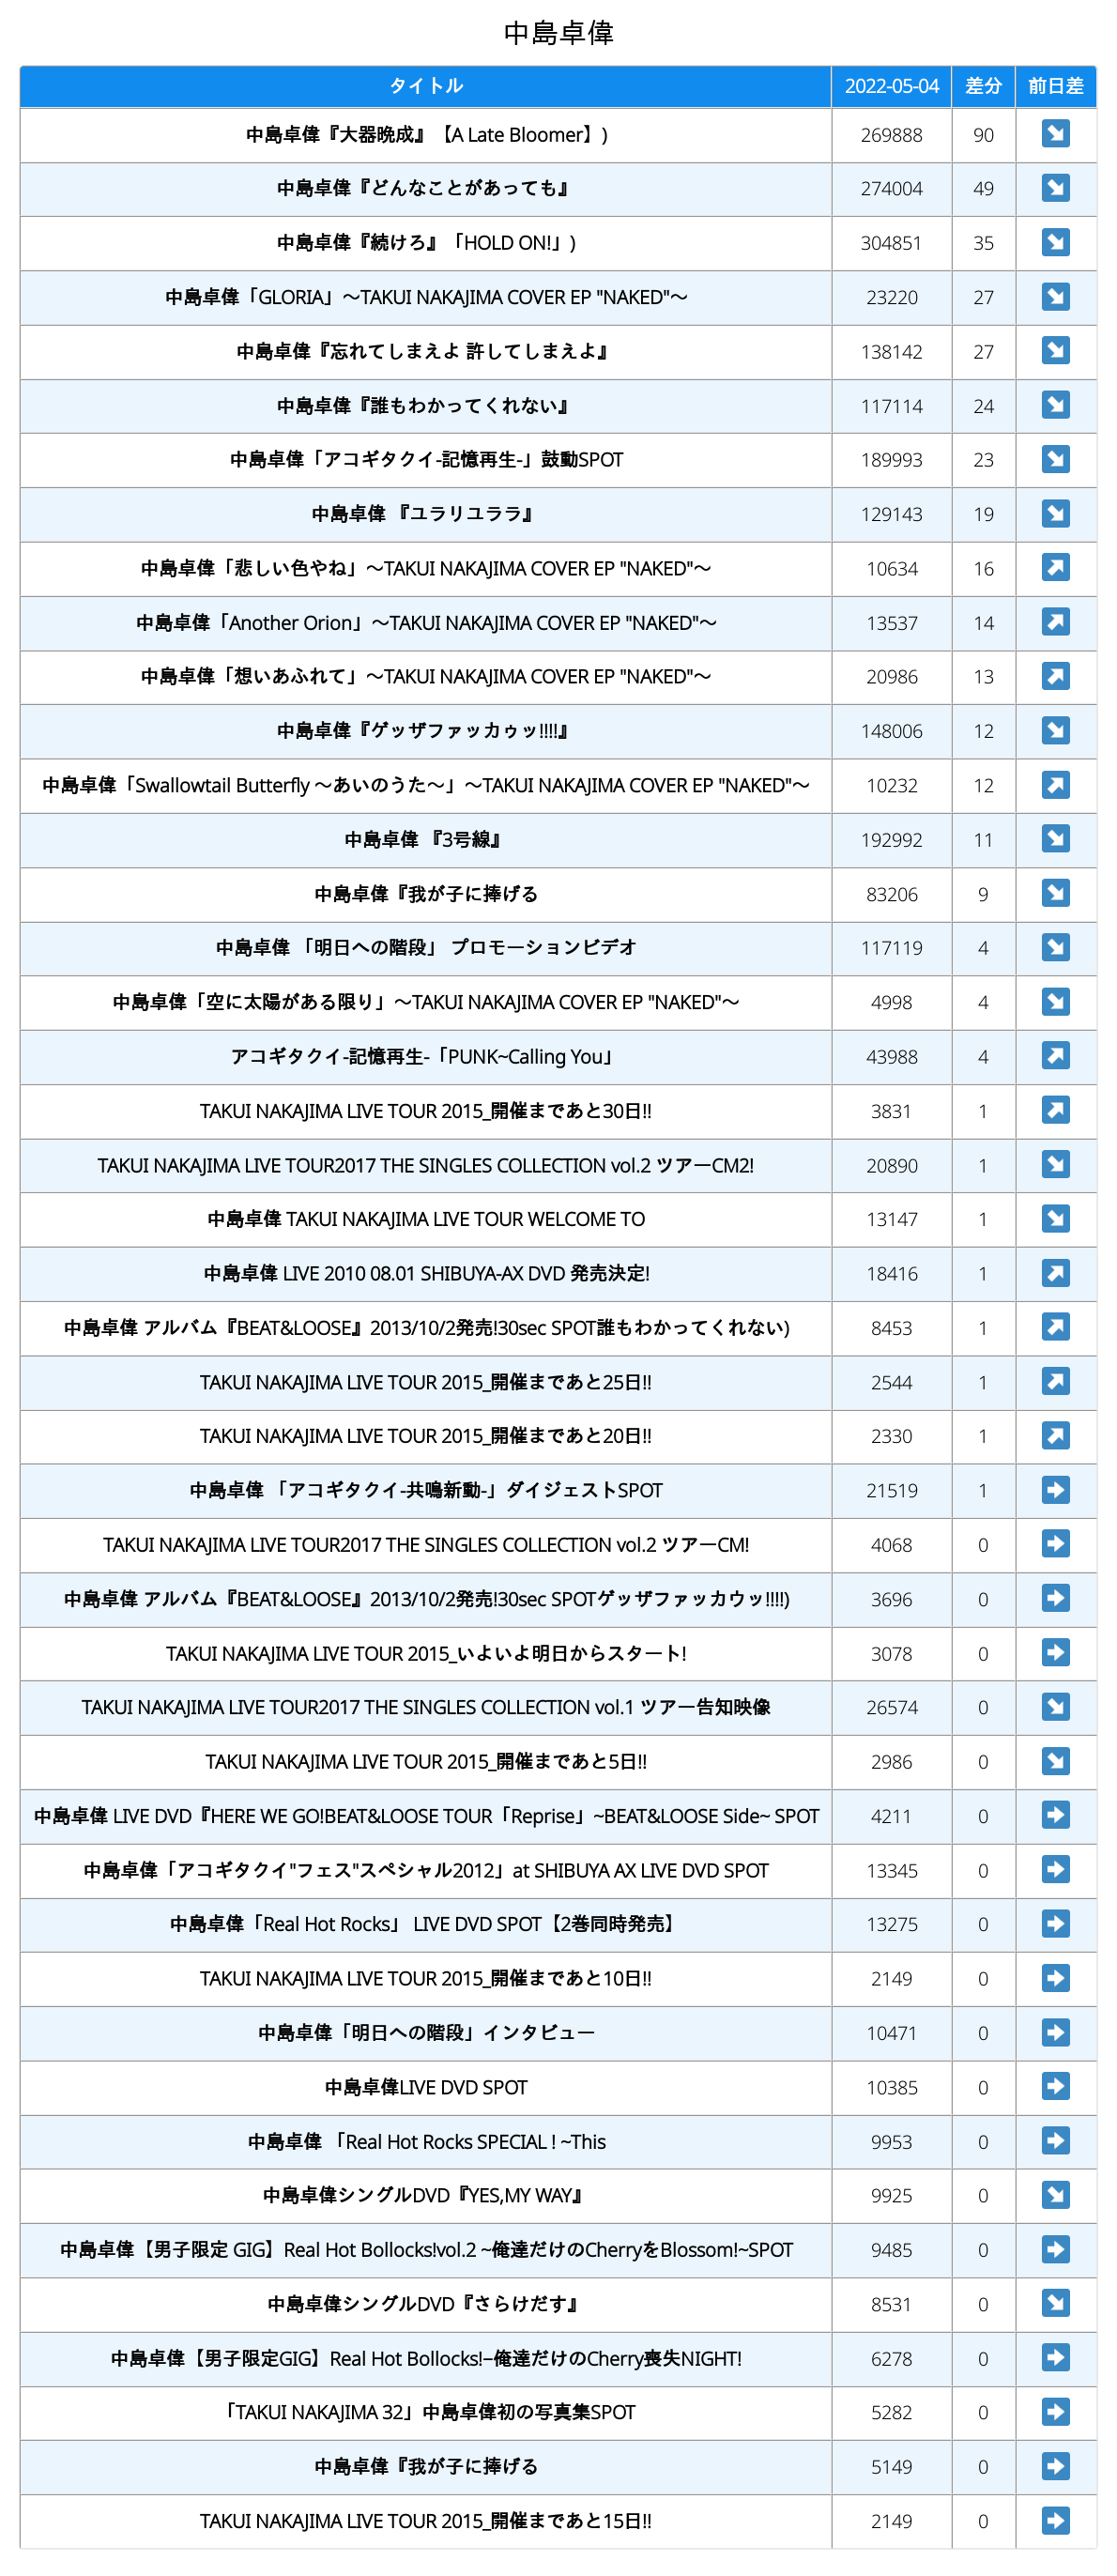 中島卓偉
タイトル 2022-05-04 差分 前日差
中島卓偉『大器晩成』【A Late Bloomer】) 269888 90
中島卓偉『どんなことがあっても』 274004 49
中島卓偉『続けろ』「HOLD ON!」) 304851 35
中島卓偉「GLORIA」〜TAKUI NAKAJIMA COVER EP "NAKED"〜 23220 27
中島卓偉『忘れてしまえよ 許してしまえよ』 138142 27
中島卓偉『誰もわかってくれない』 117114 24
中島卓偉「アコギタクイ-記憶再生-」鼓動SPOT 189993 23
中島卓偉 『ユラリユララ』 129143 19
中島卓偉「悲しい色やね」〜TAKUI NAKAJIMA COVER EP "NAKED"〜 10634 16
中島卓偉「Another Orion」〜TAKUI NAKAJIMA COVER EP "NAKED"〜 13537 14
中島卓偉「想いあふれて」〜TAKUI NAKAJIMA COVER EP "NAKED"〜 20986 13
中島卓偉『ゲッザファッカゥッ!!!!』 148006 12
中島卓偉「Swallowtail Butterfly 〜あいのうた〜」〜TAKUI NAKAJIMA COVER EP "NAKED"〜 10232 12
中島卓偉 『3号線』 192992 11
中島卓偉『我が子に捧げる 83206 9
中島卓偉 「明日への階段」 プロモーションビデオ 117119 4
中島卓偉「空に太陽がある限り」〜TAKUI NAKAJIMA COVER EP "NAKED"〜 4998 4
アコギタクイ-記憶再生-「PUNK~Calling You」 43988 4
TAKUI NAKAJIMA LIVE TOUR 2015_開催まであと30日!! 3831 1
TAKUI NAKAJIMA LIVE TOUR2017 THE SINGLES COLLECTION vol.2 ツアーCM2! 20890 1
中島卓偉 TAKUI NAKAJIMA LIVE TOUR WELCOME TO 13147 1
中島卓偉 LIVE 2010 08.01 SHIBUYA-AX DVD 発売決定! 18416 1
中島卓偉 アルバム『BEAT&LOOSE』2013/10/2発売!30sec SPOT誰もわかってくれない) 8453 1
TAKUI NAKAJIMA LIVE TOUR 2015_開催まであと25日!! 2544 1
TAKUI NAKAJIMA LIVE TOUR 2015_開催まであと20日!! 2330 1
中島卓偉 「アコギタクイ-共鳴新動-」ダイジェストSPOT 21519 1
TAKUI NAKAJIMA LIVE TOUR2017 THE SINGLES COLLECTION vol.2 ツアーCM! 4068 0
中島卓偉 アルバム『BEAT&LOOSE』2013/10/2発売!30sec SPOTゲッザファッカウッ!!!!) 3696 0
TAKUI NAKAJIMA LIVE TOUR 2015_いよいよ明日からスタート! 3078 0
TAKUI NAKAJIMA LIVE TOUR2017 THE SINGLES COLLECTION vol.1 ツアー告知映像 26574 0
TAKUI NAKAJIMA LIVE TOUR 2015_開催まであと5日!! 2986 0
中島卓偉 LIVE DVD『HERE WE GO!BEAT&LOOSE TOUR「Reprise」~BEAT&LOOSE Side~ SPOT 4211 0
中島卓偉「アコギタクイ"フェス"スペシャル2012」at SHIBUYA AX LIVE DVD SPOT 13345 0
中島卓偉「Real Hot Rocks」 LIVE DVD SPOT【2巻同時発売】 13275 0
TAKUI NAKAJIMA LIVE TOUR 2015_開催まであと10日!! 2149 0
中島卓偉「明日への階段」インタビュー 10471 0
中島卓偉LIVE DVD SPOT 10385 0
中島卓偉 「Real Hot Rocks SPECIAL ! ~This 9953 0
中島卓偉シングルDVD『YES,MY WAY』 9925 0
中島卓偉【男子限定 GIG】Real Hot Bollocks!vol.2 ~俺達だけのCherryをBlossom!~SPOT 9485 0
中島卓偉シングルDVD『さらけだす』 8531 0
中島卓偉【男子限定GIG】Real Hot Bollocks!−俺達だけのCherry喪失NIGHT! 6278 0
「TAKUI NAKAJIMA 32」中島卓偉初の写真集SPOT 5282 0
中島卓偉『我が子に捧げる 5149 0
TAKUI NAKAJIMA LIVE TOUR 2015_開催まであと15日!! 2149 0